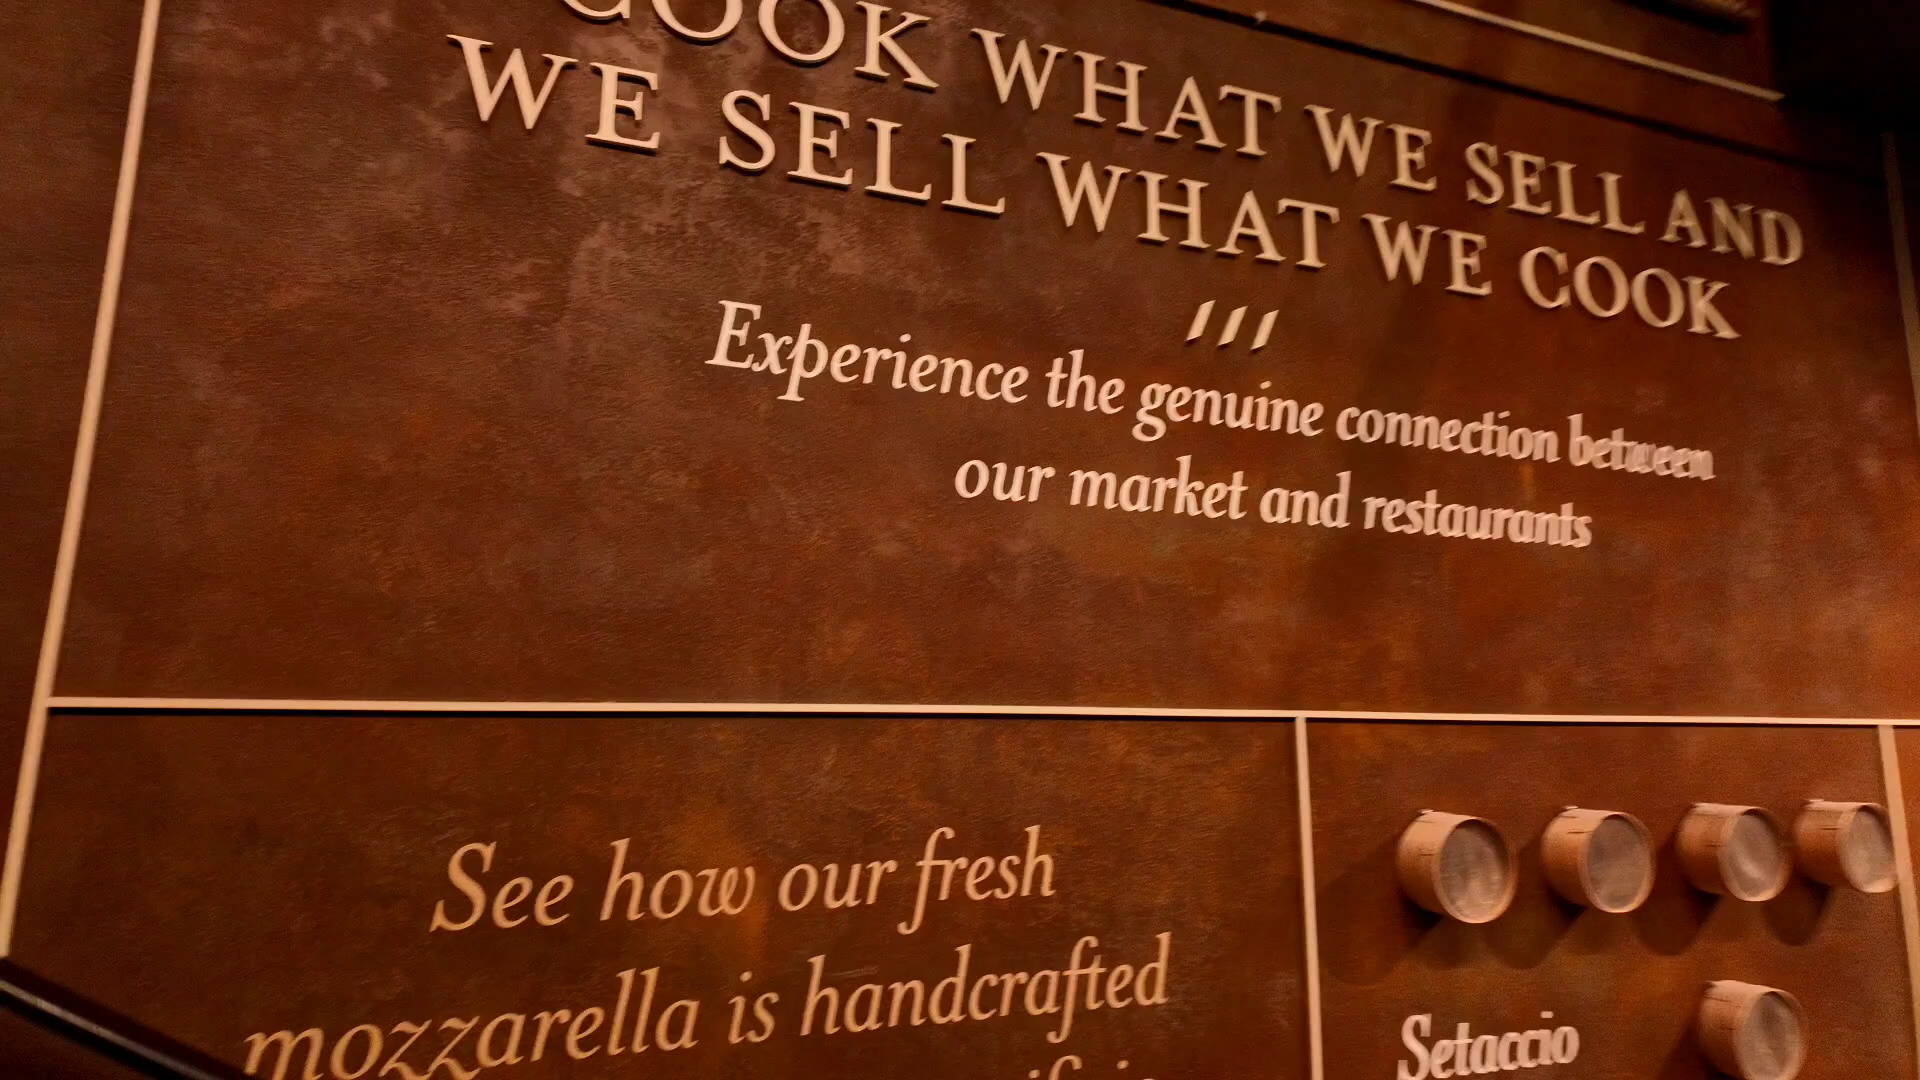 COOK WHAT WE SELL AND
WE SELL WHAT WE COOK
Experience the genuine connection between
our market and restaurants
See how our fresh
mozzarella is handcrafted
Setaccio